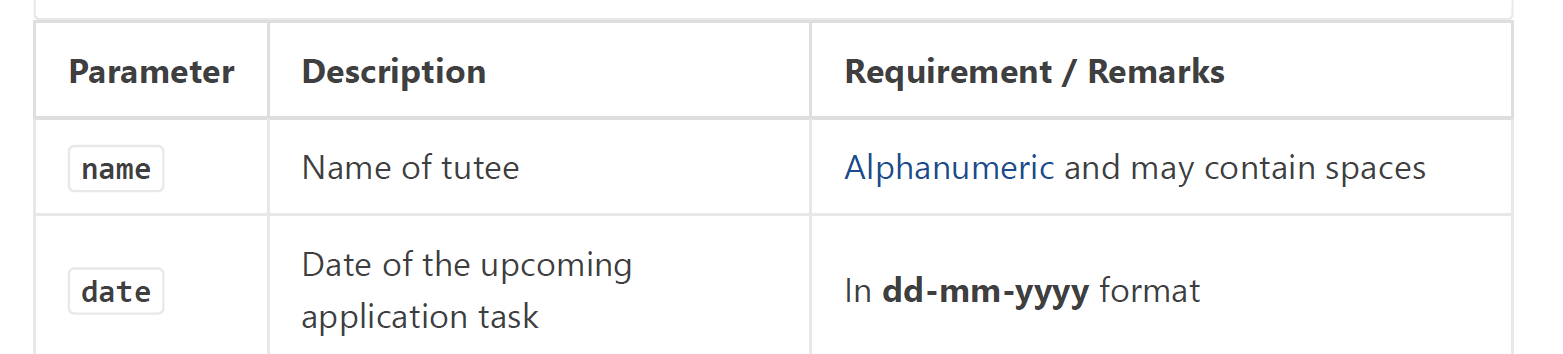 Parameter Description Requirement / Remarks
name Name of tutee Alphanumeric and may contain spaces
date Date of the upcoming application task In dd-mm-yyyy format